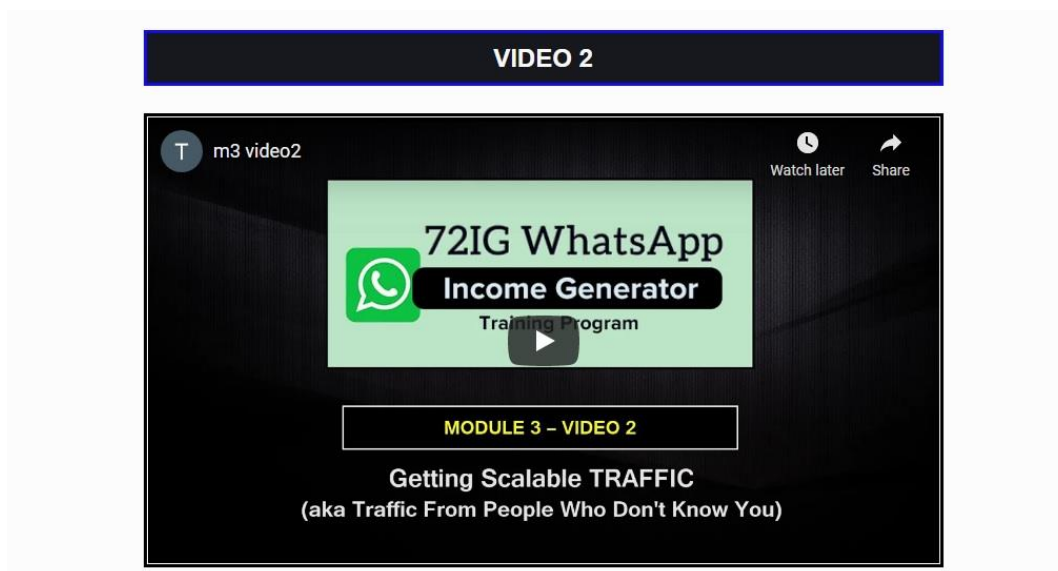 VIDEO 2
T
m3 video2
Watch later
Share
72IG WhatsApp
Income Generator
Training Program
MODULE 3 – VIDEO 2
Getting Scalable TRAFFIC
(aka Traffic From People Who Don't Know You)